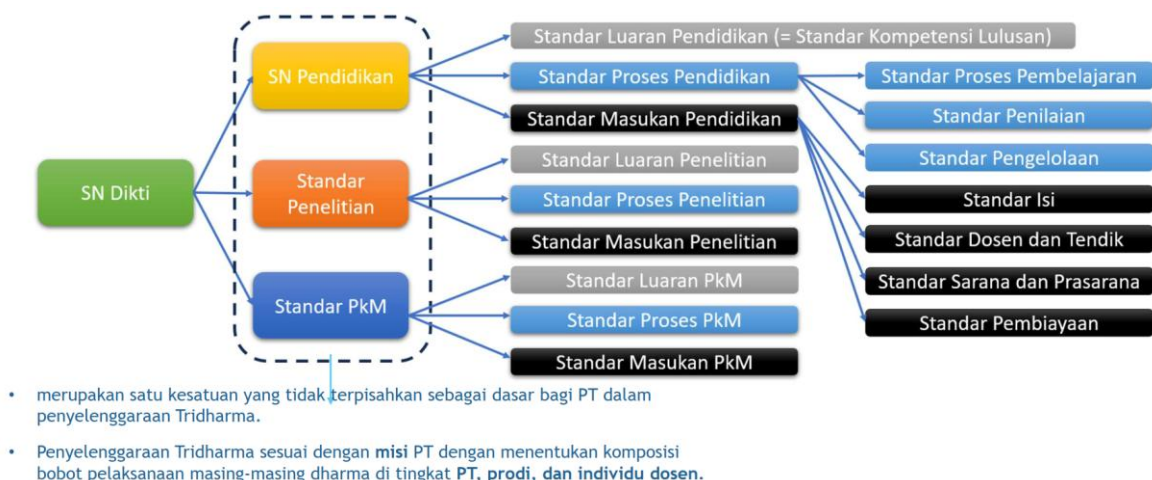 SN Dikti
SN Pendidikan
Standar
Penelitian
Standar PkM
Standar Luaran Pendidikan (= Standar Kompetensi Lulusan)
Standar Proses Pendidikan
Standar Masukan Pendidikan
Standar Luaran Penelitian
Standar Proses Penelitian
Standar Masukan Penelitian
Standar Luaran PkM
Standar Proses PkM
Standar Masukan PkM
Standar Proses Pembelajaran
Standar Penilaian
Standar Pengelolaan
Standar Isi
Standar Dosen dan Tendik
Standar Sarana dan Prasarana
Standar Pembiayaan
• merupakan satu kesatuan yang tidak terpisahkan sebagai dasar bagi PT dalam
penyelenggaraan Tridharma.
• Penyelenggaraan Tridharma sesuai dengan misi PT dengan menentukan komposisi
bobot pelaksanaan masing-masing dharma di tingkat PT, prodi, dan individu dosen.